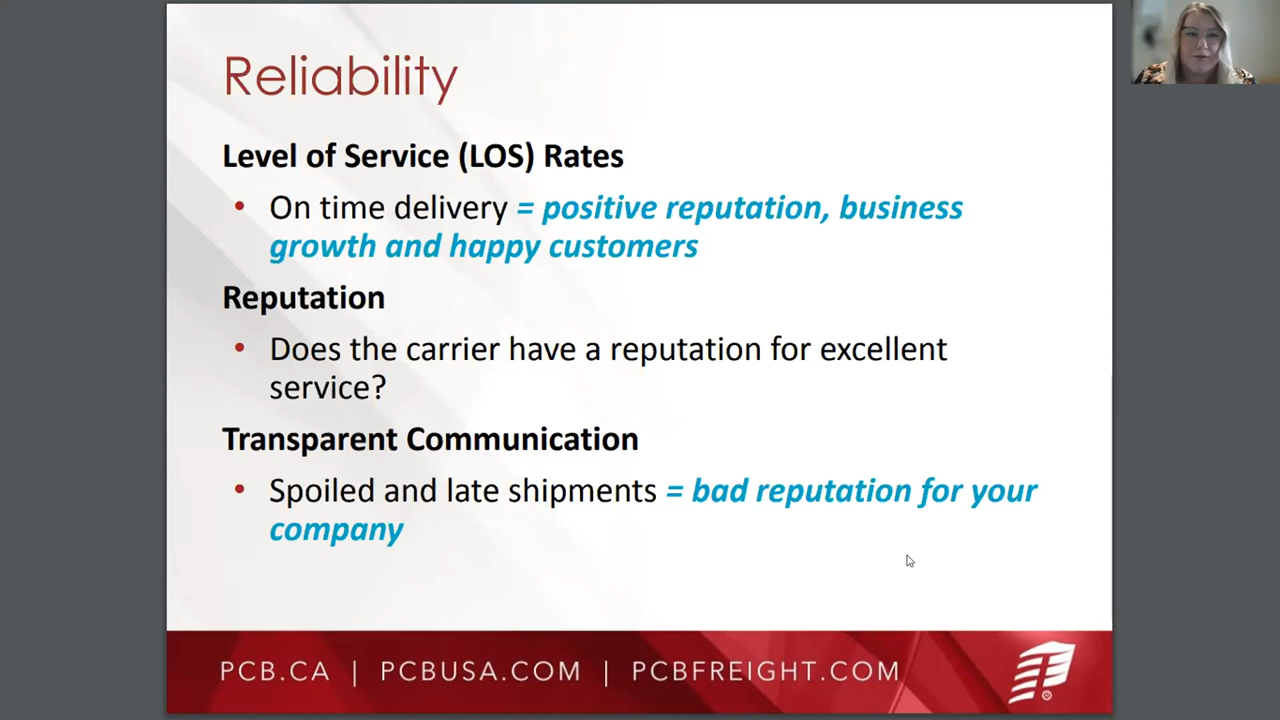 Reliability
Level of Service (LOS) Rates
• On time delivery = positive reputation, business
growth and happy customers
Reputation
• Does the carrier have a reputation for excellent
service?
Transparent Communication
• Spoiled and late shipments = bad reputation for your
company
PCB.CA | PCBUSA.COM | PCBFREIGHT.COM
®